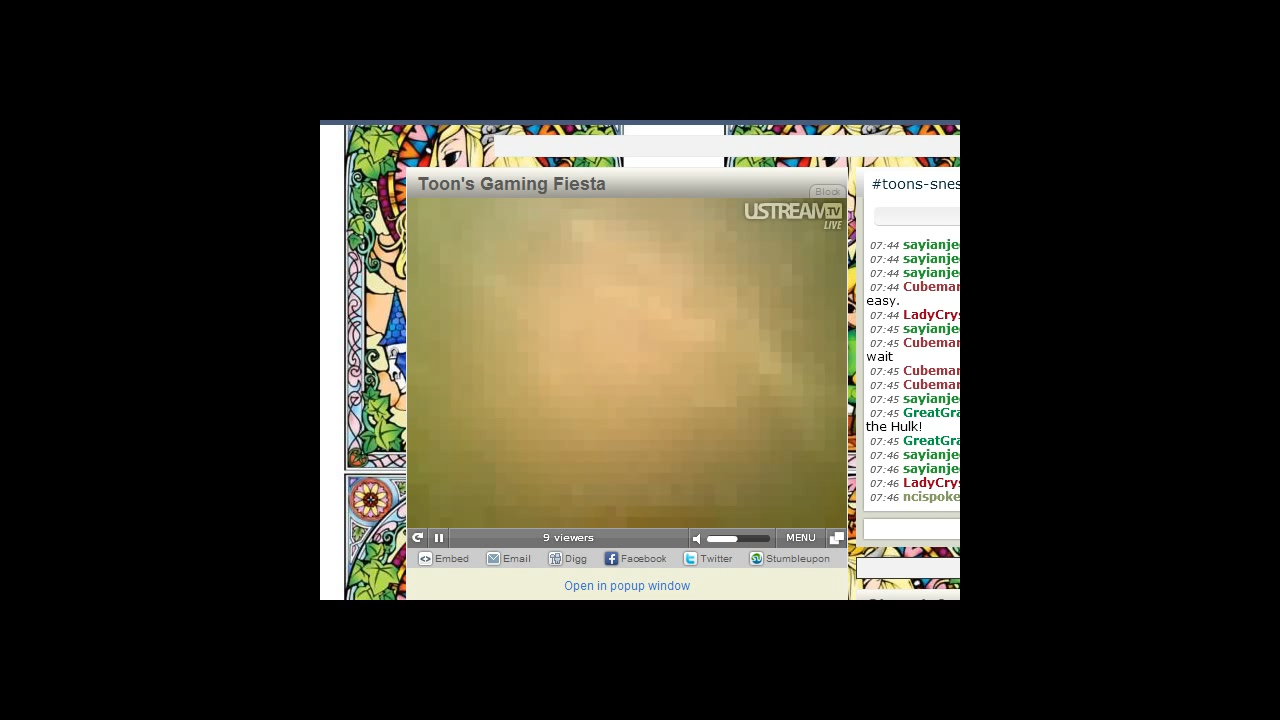 Toon's Gaming Fiesta
Block
USTREAM.TV
LIVE
9 viewers
MENU
Embed Email Digg Facebook Twitter Stumbleupon
Open in popup window
#toons-snes
07:44 sayianje
07:44 sayianje
07:44 sayianje
07:44 Cubemar
easy.
07:44 LadyCrys
07:45 sayianje
07:45 Cubemar
wait
07:45 Cubemar
07:45 Cubemar
07:45 sayianje
07:45 GreatGra
the Hulk!
07:45 GreatGra
07:46 sayianje
07:46 sayianje
07:46 LadyCrys
07:46 ncispoke